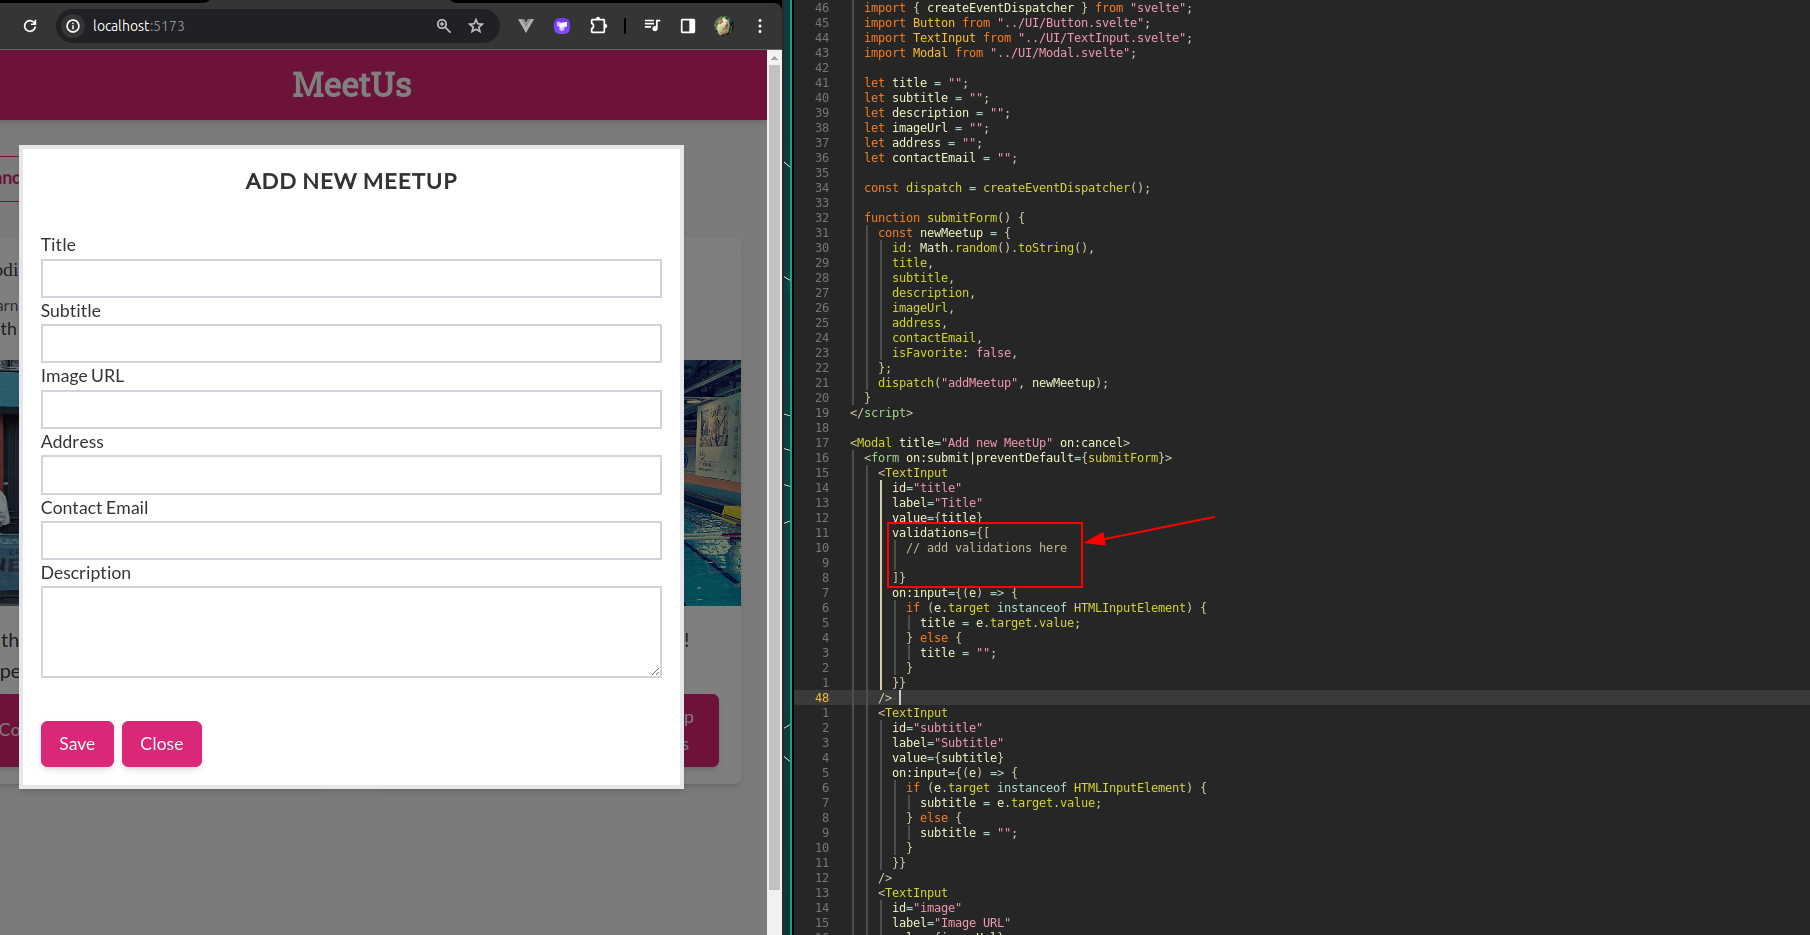 localhost:5173
MeetUs
anc
ADD NEW MEETUP
Title
odi
Subtitle
arn
th
Image URL
Address
Contact Email
Description
th
!
pe
Co
Save
Close
p
s
46 import { createEventDispatcher } from "svelte";
45 import Button from "../UI/Button.svelte";
44 import TextInput from "../UI/TextInput.svelte";
43 import Modal from "../UI/Modal.svelte";
42
41 let title = "";
40 let subtitle = "";
39 let description = "";
38 let imageUrl = "";
37 let address = "";
36 let contactEmail = "";
35
34 const dispatch = createEventDispatcher();
33
32 function submitForm() {
31 const newMeetup = {
30 id: Math.random().toString(),
29 title,
28 subtitle,
27 description,
26 imageUrl,
25 address,
24 contactEmail,
23 isFavorite: false,
22 };
21 dispatch("addMeetup", newMeetup);
20 }
19 </script>
18
17 <Modal title="Add new MeetUp" on:cancel>
16 <form on:submit|preventDefault={submitForm}>
15 <TextInput
14 id="title"
13 label="Title"
12 value={title}
11 validations={[
10 // add validations here
9
8 ]}
7 on:input={(e) => {
6 if (e.target instanceof HTMLInputElement) {
5 title = e.target.value;
4 } else {
3 title = "";
2 }
1 }}
48 />
1 <TextInput
2 id="subtitle"
3 label="Subtitle"
4 value={subtitle}
5 on:input={(e) => {
6 if (e.target instanceof HTMLInputElement) {
7 subtitle = e.target.value;
8 } else {
9 subtitle = "";
10 }
11 }}
12 />
13 <TextInput
14 id="image"
15 label="Image URL"